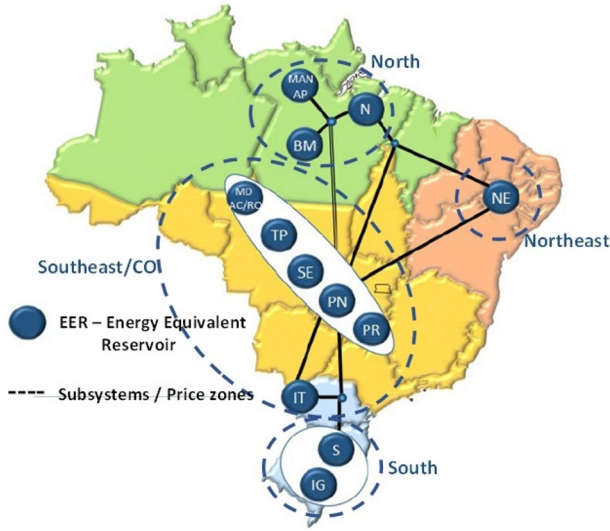 North
MAN
AP
N
BM
MD
AC/RO
NE
TP
Northeast
Southeast/CO
SE
PN
EER – Energy Equivalent
Reservoir
PR
Subsystems / Price zones
IT
S
South
IG